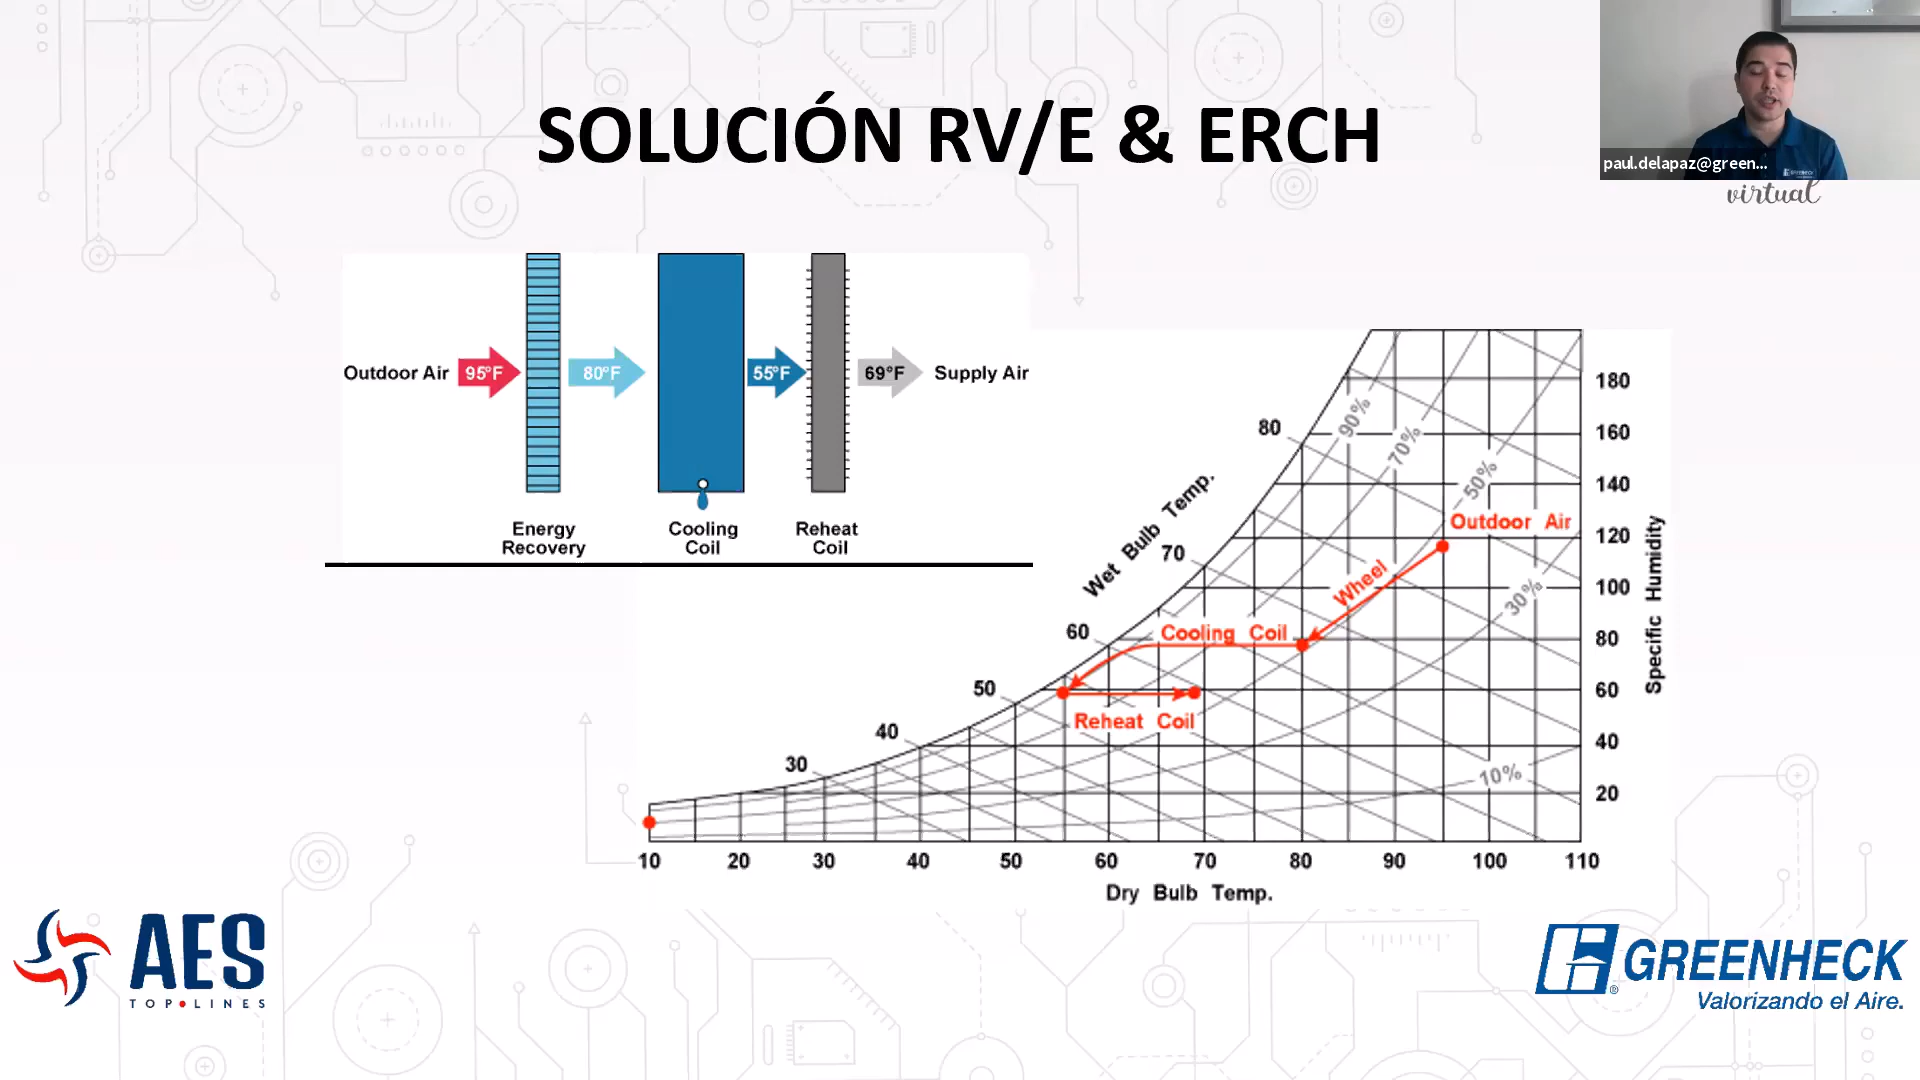 SOLUCIÓN RV/E & ERCH
paul.delapaz@green...
virtual
Outdoor Air
95°F
80°F
55°F
69°F
Supply Air
Energy
Recovery
Cooling
Coil
Reheat
Coil
Wet Bulb Temp.
80
70
60
50
40
30
90%
70%
50%
30%
10%
Outdoor Air
Wheel
Cooling Coil
Reheat Coil
180
160
140
120
100
80
60
40
20
Specific Humidity
10 20 30 40 50 60 70 80 90 100 110
Dry Bulb Temp.
AES
TOP•LINES
GREENHECK
Valorizando el Aire.